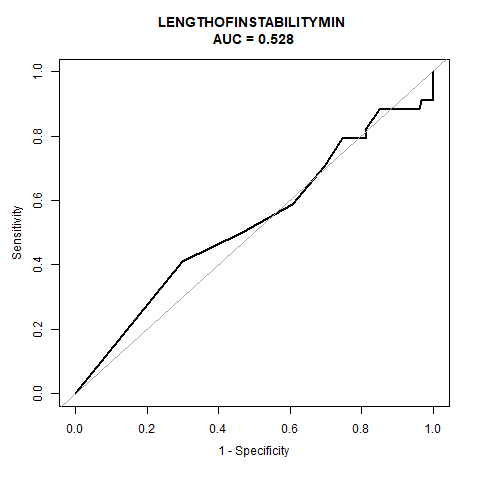 LENGTHOFINSTABILITYMIN
AUC = 0.528
1.0
0.8
0.6
0.4
0.2
0.0
Sensitivity
0.0 0.2 0.4 0.6 0.8 1.0
1 - Specificity